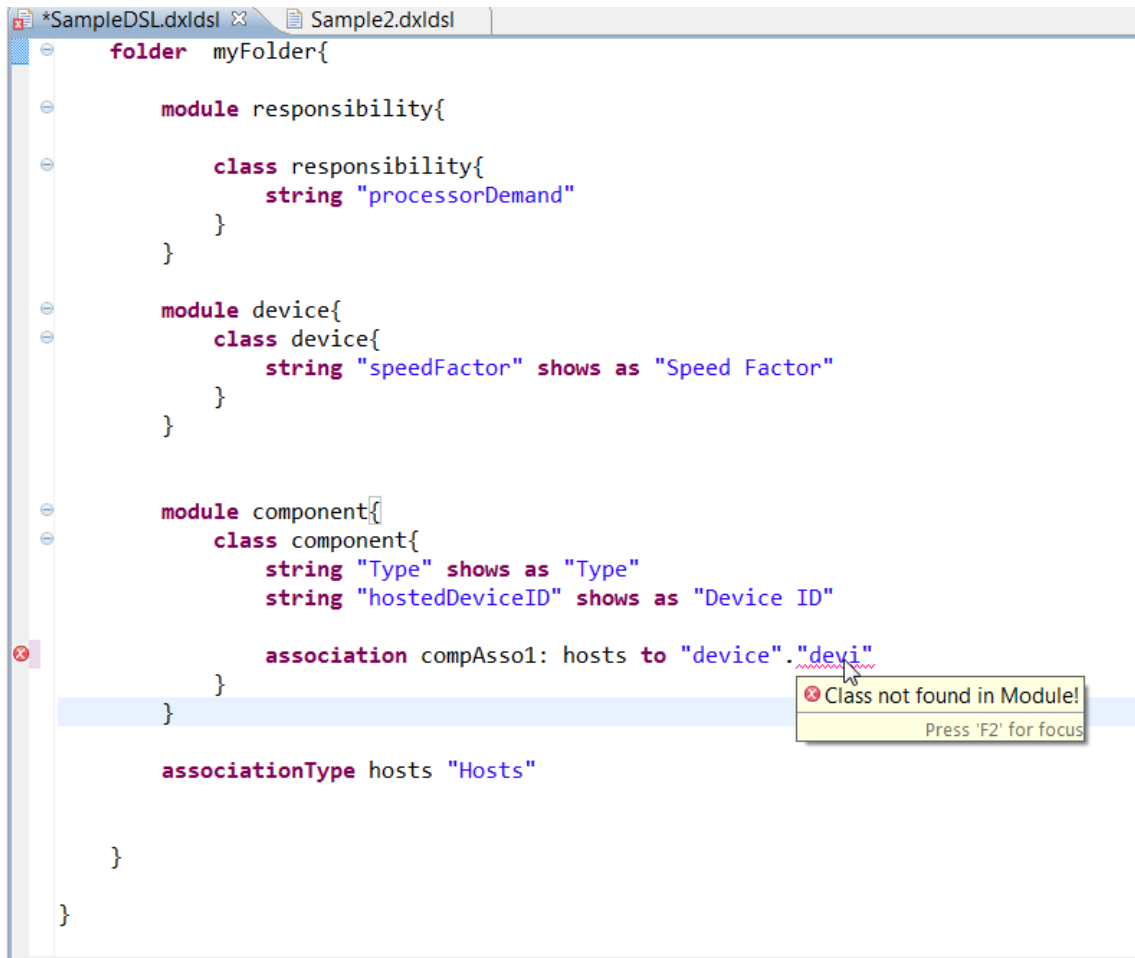 *SampleDSL.dxldsl Sample2.dxldsl
folder myFolder{
module responsibility{
class responsibility{
string "processorDemand"
}
}
module device{
class device{
string "speedFactor" shows as "Speed Factor"
}
}
module component{
class component{
string "Type" shows as "Type"
string "hostedDeviceID" shows as "Device ID"
association compAsso1: hosts to "device"."devi"
}
Class not found in Module!
}
Press 'F2' for focus
associationType hosts "Hosts"
}
}